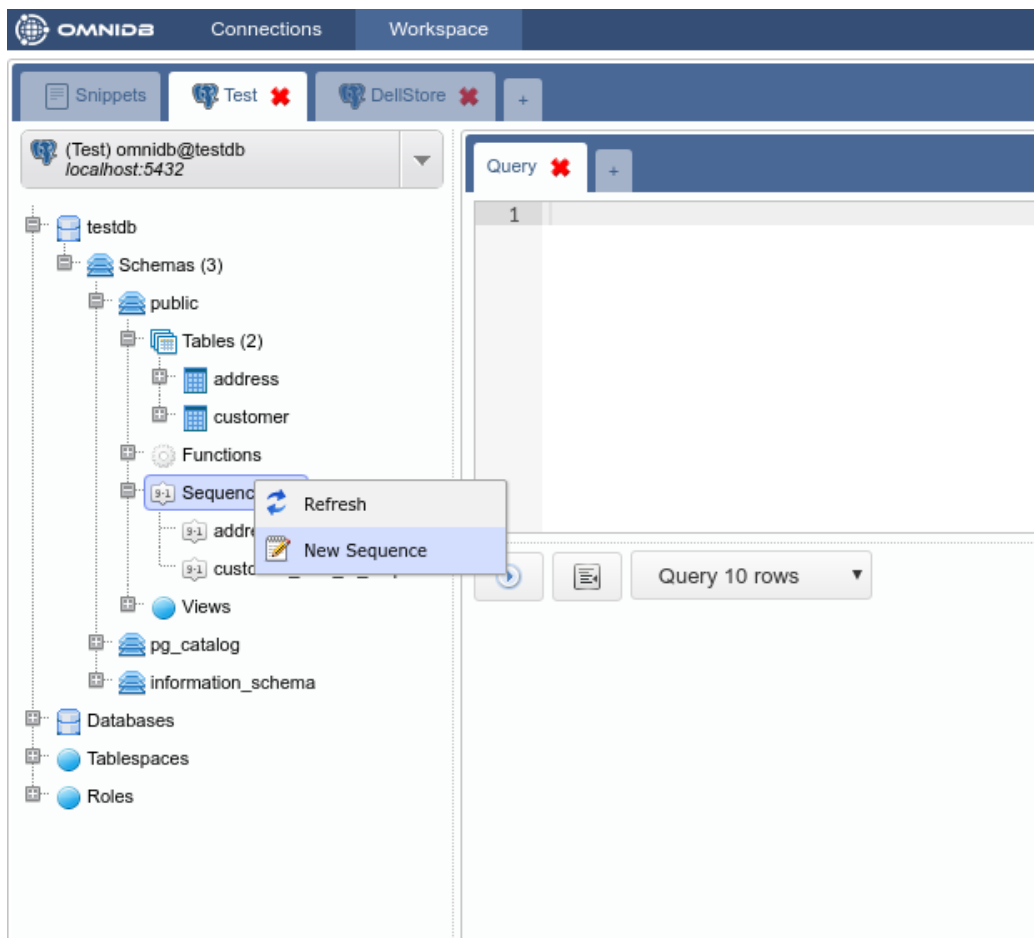 OMNIDB Connections Workspace
Snippets Test DellStore +
(Test) omnidb@testdb
localhost:5432
Query +
1
testdb
Schemas (3)
public
Tables (2)
address
customer
Functions
Refresh
New Sequence
Query 10 rows
Views
pg_catalog
information_schema
Databases
Tablespaces
Roles